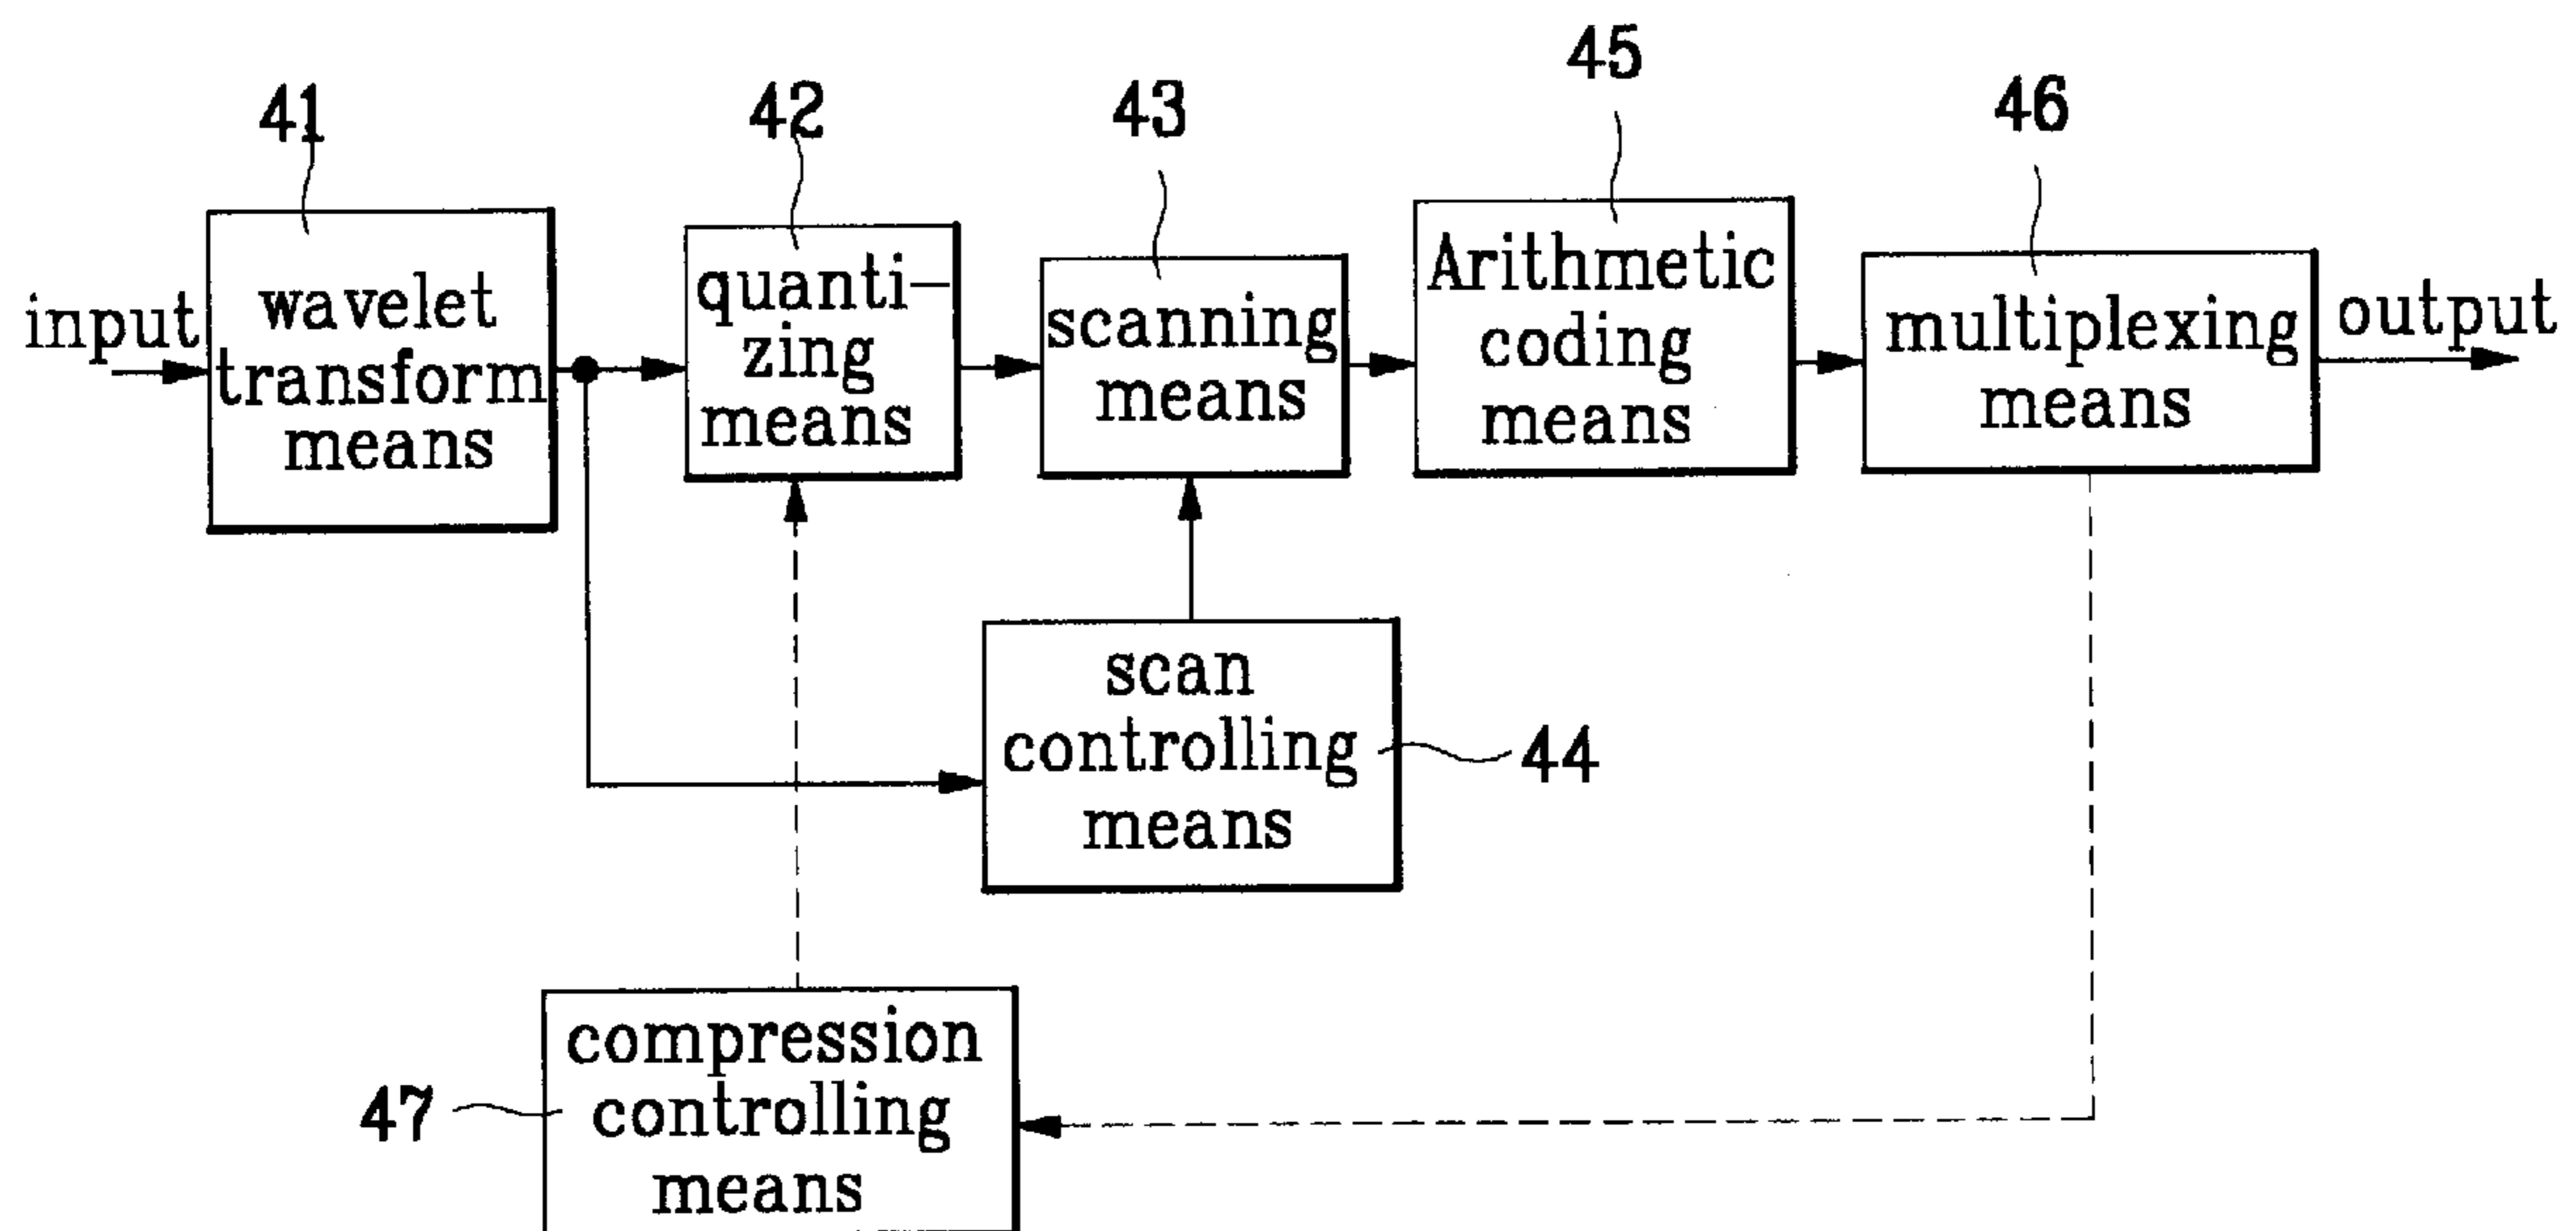 45
41
42
43
46
input
wavelet
transform
means
quanti-
zing
means
scanning
means
Arithmetic
coding
means
multiplexing
means
output
scan
controlling
means
44
compression
controlling
means
47